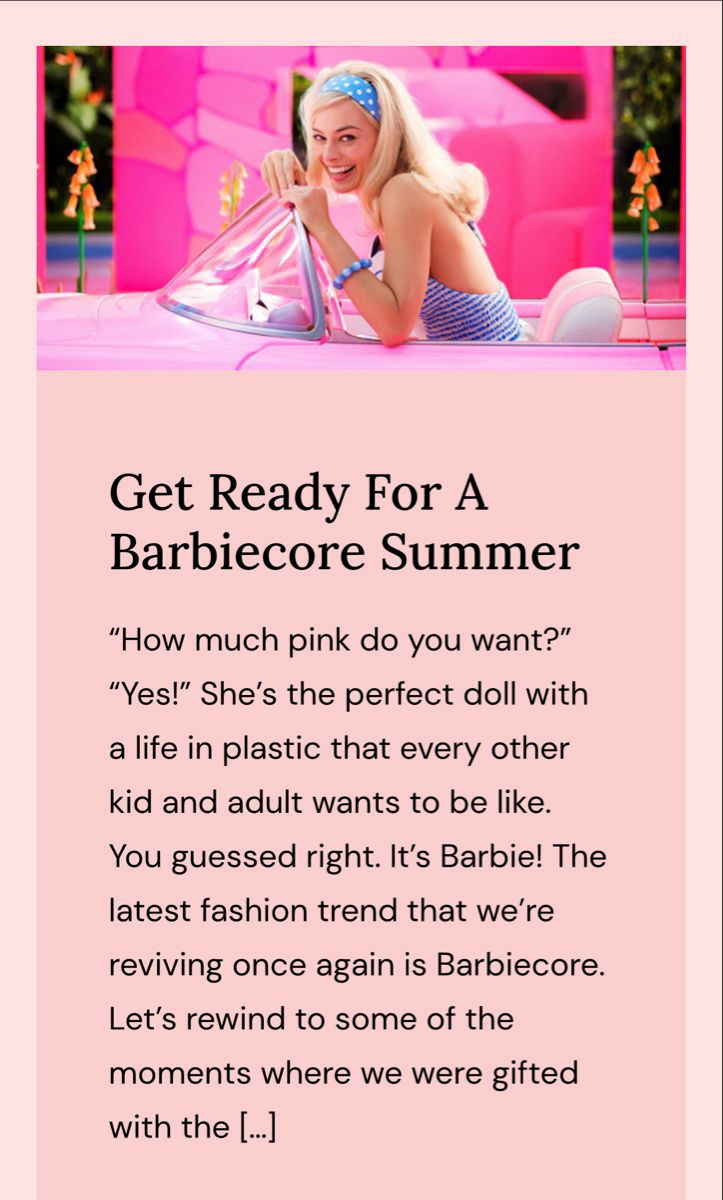 Get Ready For A
Barbiecore Summer
“How much pink do you want?”
“Yes!” She’s the perfect doll with
a life in plastic that every other
kid and adult wants to be like.
You guessed right. It’s Barbie! The
latest fashion trend that we’re
reviving once again is Barbiecore.
Let’s rewind to some of the
moments where we were gifted
with the [...]